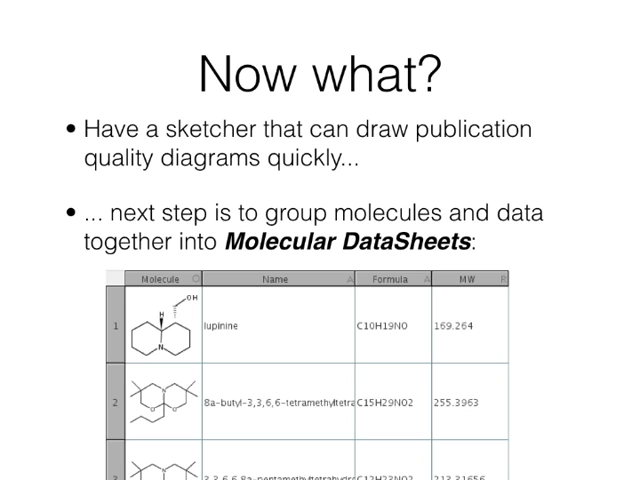 Now what?
• Have a sketcher that can draw publication
quality diagrams quickly...
• ... next step is to group molecules and data
together into Molecular DataSheets:
Molecule Name A Formula A MW R
OH
H
1 lupinine C10H19NO 169.264
N
N
2 8a-butyl-3,3,6,6-tetramethyltetra C15H29NO2 255.3963
O O